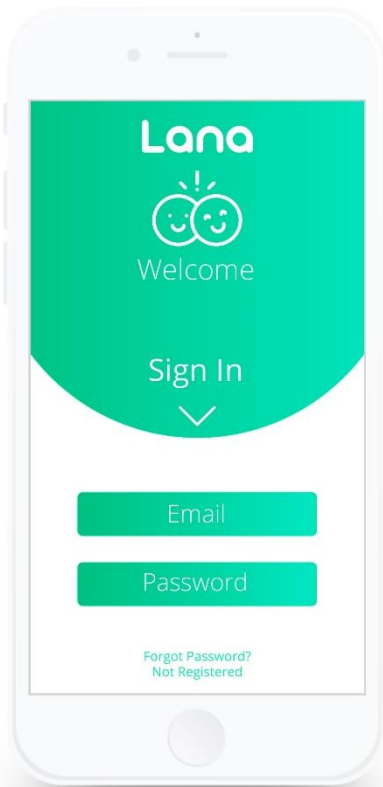 Lana
Welcome
Sign In
Email
Password
Forgot Password?
Not Registered